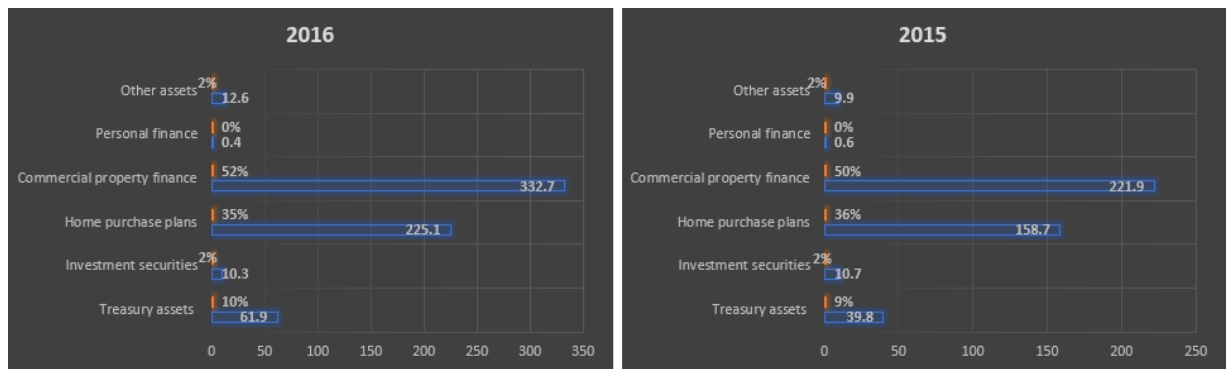 2016
Other assets 2%
12.6
Personal finance 0%
0.4
Commercial property finance 52%
332.7
Home purchase plans 35%
225.1
Investment securities 2%
10.3
Treasury assets 10%
61.9
0 50 100 150 200 250 300 350
2015
Other assets 2%
9.9
Personal finance 0%
0.6
Commercial property finance 50%
221.9
Home purchase plans 36%
158.7
Investment securities 2%
10.7
Treasury assets 9%
39.8
0 50 100 150 200 250